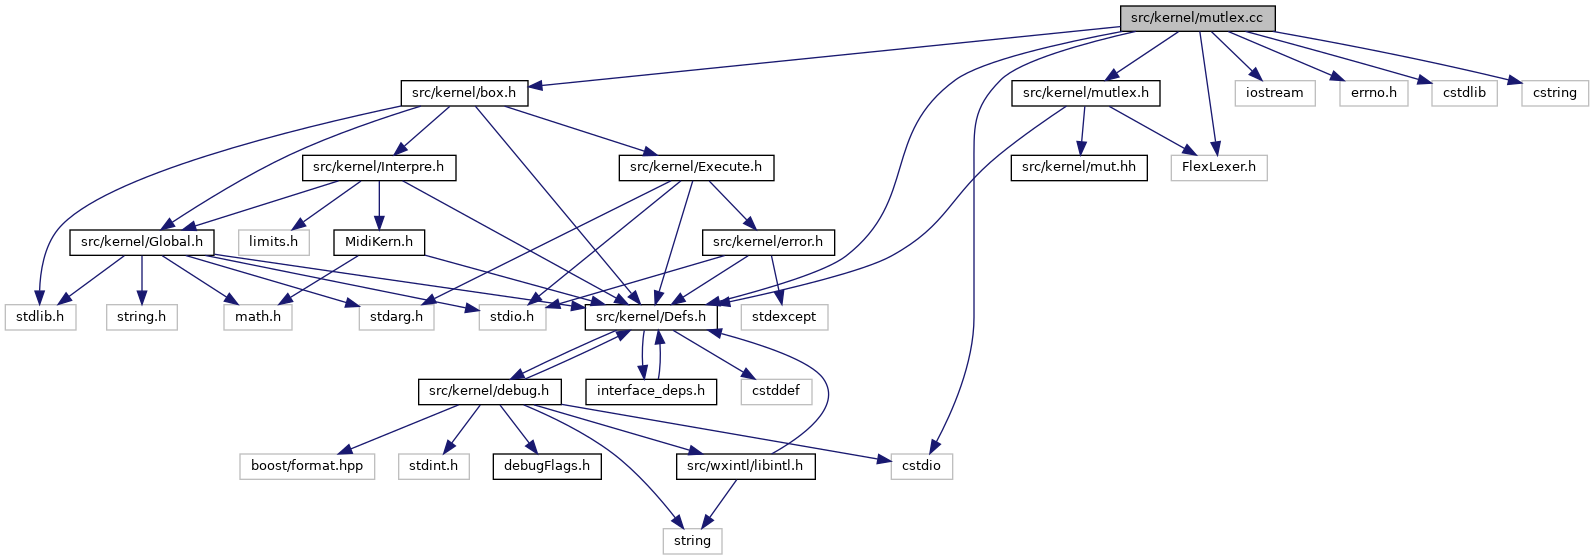 src/kernel/mutlex.cc
src/kernel/box.h
src/kernel/mutlex.h
iostream
errno.h
cstdlib
cstring
src/kernel/Interpre.h
src/kernel/Execute.h
src/kernel/mut.hh
FlexLexer.h
src/kernel/Global.h
limits.h
MidiKern.h
src/kernel/error.h
stdlib.h
string.h
math.h
stdarg.h
stdio.h
src/kernel/Defs.h
stdexcept
src/kernel/debug.h
interface_deps.h
cstddef
boost/format.hpp
stdint.h
debugFlags.h
src/wxintl/libintl.h
cstdio
string